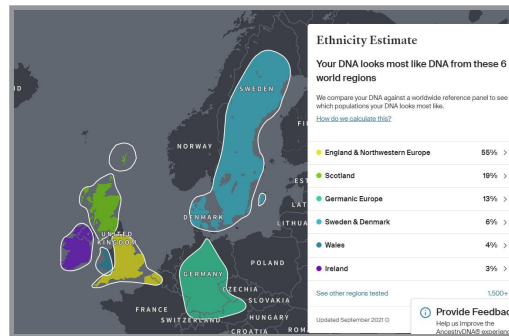 SWEDEN
NORWAY
FI
EST
LAT
LITHUA
DENMARK
UNITED
KINGDOM
POLAND
GERMANY
CZECHIA
SLOVAKIA
FRANCE
HUNGARY
SWITZERLAND
CROATIA
ROM
D
Ethnicity Estimate
Your DNA looks most like DNA from these 6
world regions
We compare your DNA against a worldwide reference panel to see
which populations your DNA looks most like.
How do we calculate this?
England & Northwestern Europe 55% >
Scotland 19% >
Germanic Europe 13% >
Sweden & Denmark 6% >
Wales 4% >
Ireland 3% >
See other regions tested 1,500+
Updated September 2021
Provide Feedbac
Help us improve the
AncestryDNA® experienc